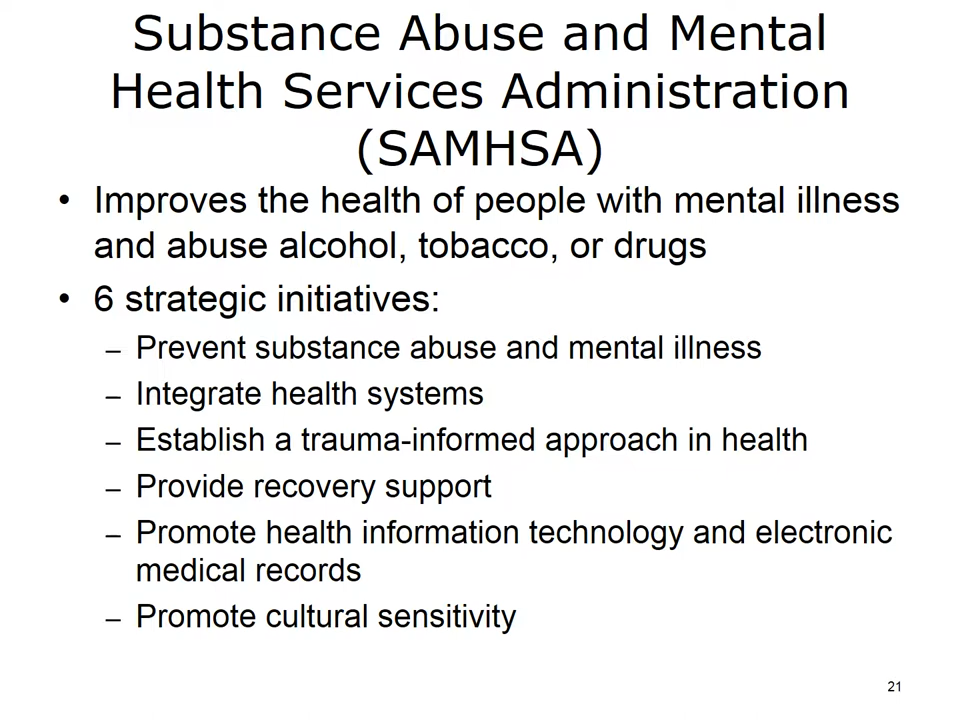 Substance Abuse and Mental
Health Services Administration
(SAMHSA)
• Improves the health of people with mental illness
and abuse alcohol, tobacco, or drugs
• 6 strategic initiatives:
– Prevent substance abuse and mental illness
– Integrate health systems
– Establish a trauma-informed approach in health
– Provide recovery support
– Promote health information technology and electronic
medical records
– Promote cultural sensitivity
21